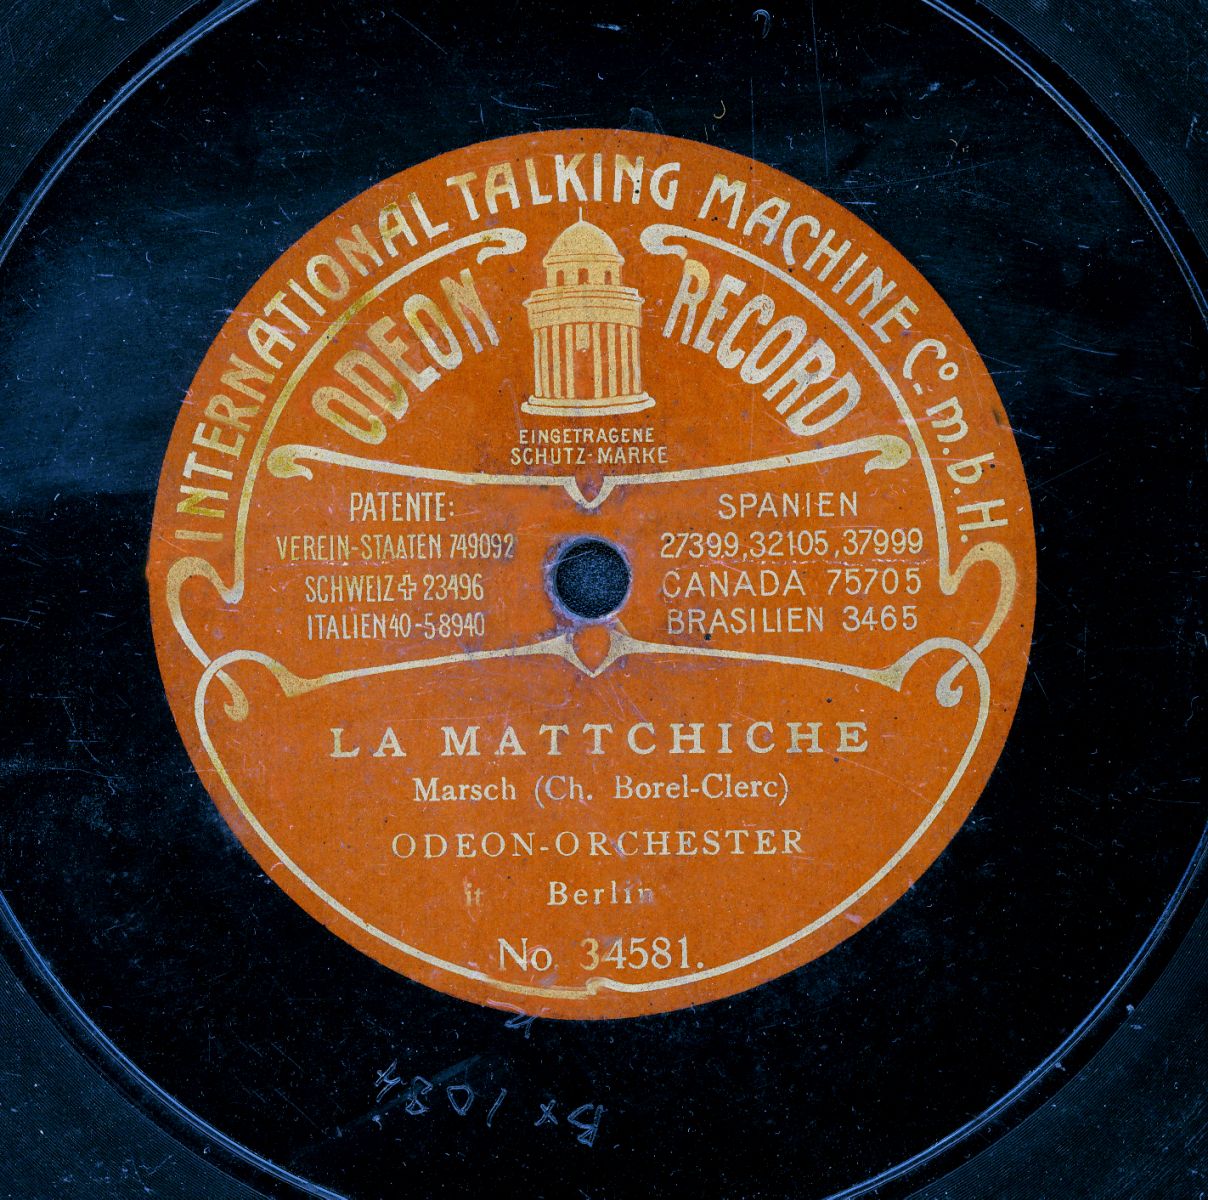 INTERNATIONAL TALKING MACHINE Co. m.b.H.
ODEON RECORD
EINGETRAGENE
SCHUTZ-MARKE
PATENTE:
VEREIN-STAATEN 749092
SCHWEIZ 23496
ITALIEN 40-58940
SPANIEN
27399, 32105, 37999
CANADA 75705
BRASILIEN 3465
LA MATTCHICHE
Marsch (Ch. Borel-Clerc)
ODEON-ORCHESTER
it Berlin
No 34581.
Bx 1084